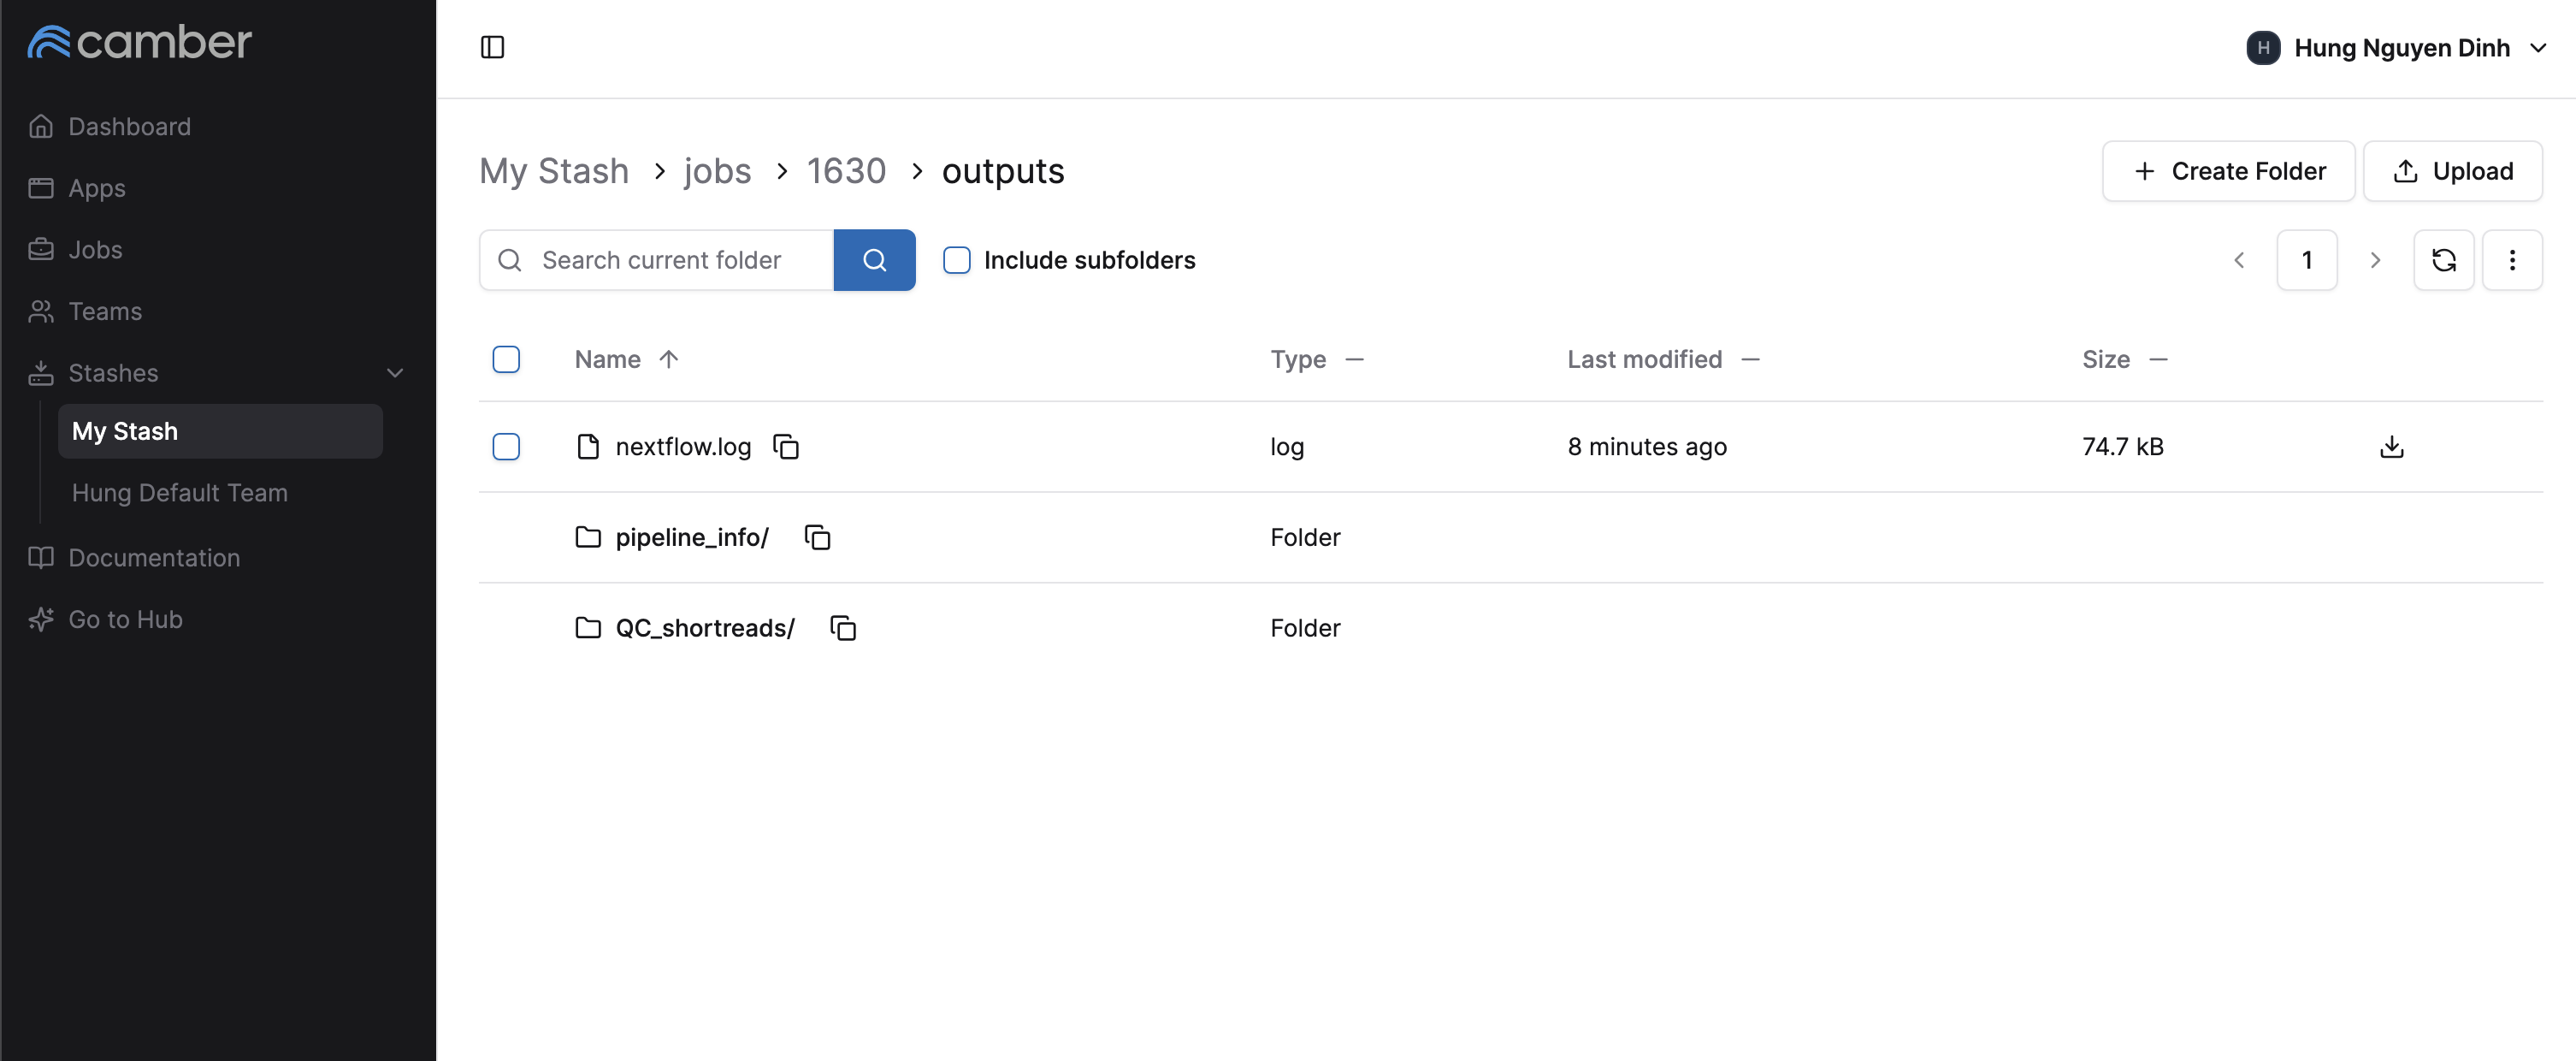 camber
Dashboard
Apps
Jobs
Teams
Stashes
My Stash
Hung Default Team
Documentation
Go to Hub
H Hung Nguyen Dinh
My Stash > jobs > 1630 > outputs
Create Folder
Upload
Search current folder
Include subfolders
1
Name Type Last modified Size
nextflow.log log 8 minutes ago 74.7 kB
pipeline_info/ Folder
QC_shortreads/ Folder